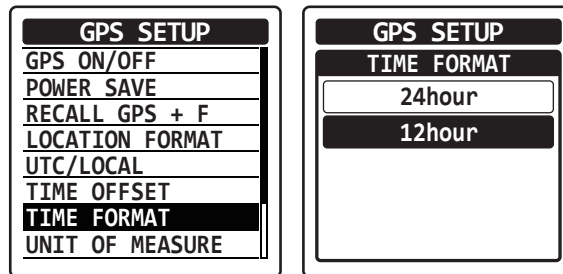 GPS SETUP
GPS ON/OFF
POWER SAVE
RECALL GPS + F
LOCATION FORMAT
UTC/LOCAL
TIME OFFSET
TIME FORMAT
UNIT OF MEASURE
GPS SETUP
TIME FORMAT
24hour
12hour